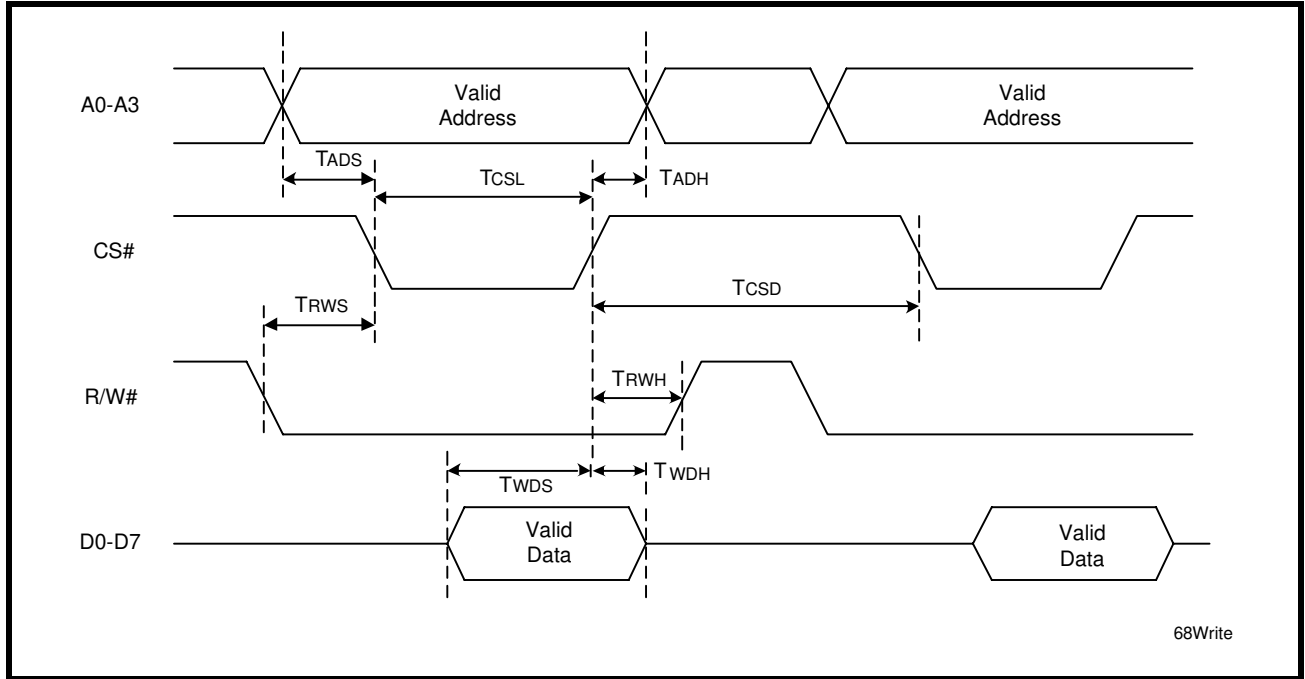 A0-A3
Valid
Address
Valid
Address
TADS
TCSL
TADH
CS#
TCSD
TRWS
R/W#
TRWH
TWDS
TWDH
D0-D7
Valid
Data
Valid
Data
68Write